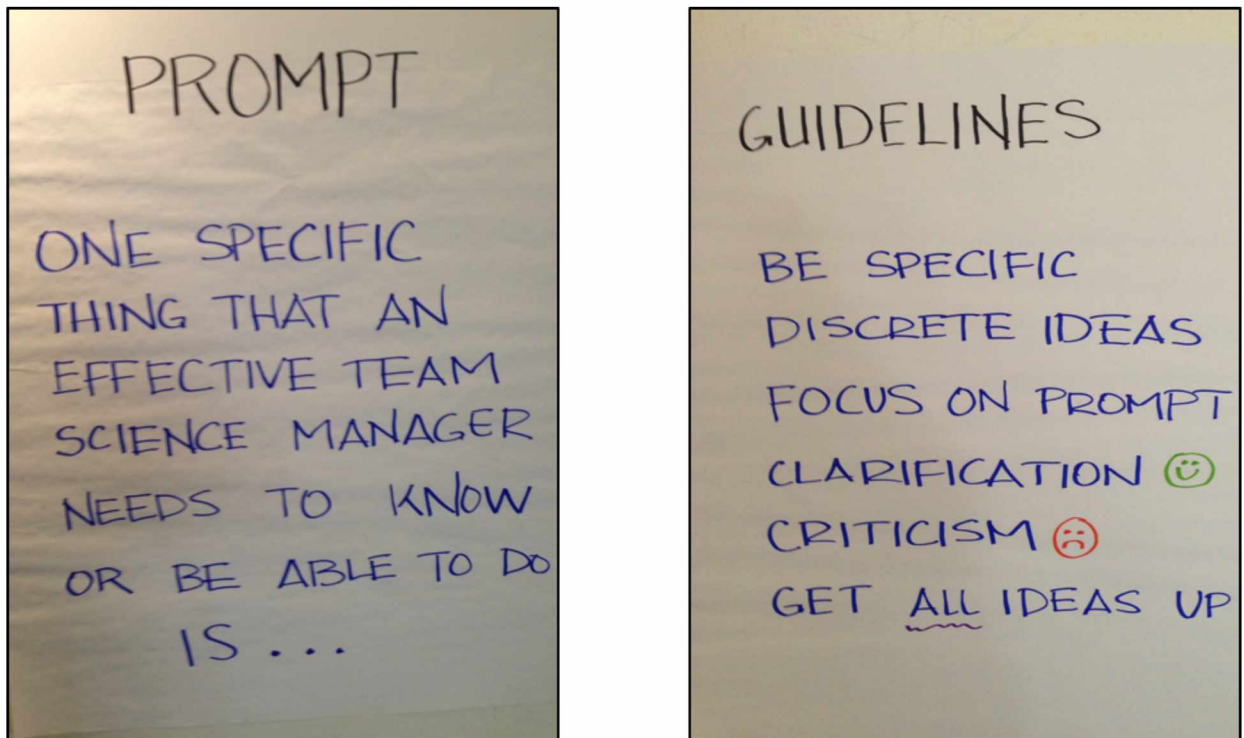 PROMPT
ONE SPECIFIC
THING THAT AN
EFFECTIVE TEAM
SCIENCE MANAGER
NEEDS TO KNOW
OR BE ABLE TO DO
IS ...
GUIDELINES
BE SPECIFIC
DISCRETE IDEAS
FOCUS ON PROMPT
CLARIFICATION
CRITICISM
GET ALL IDEAS UP